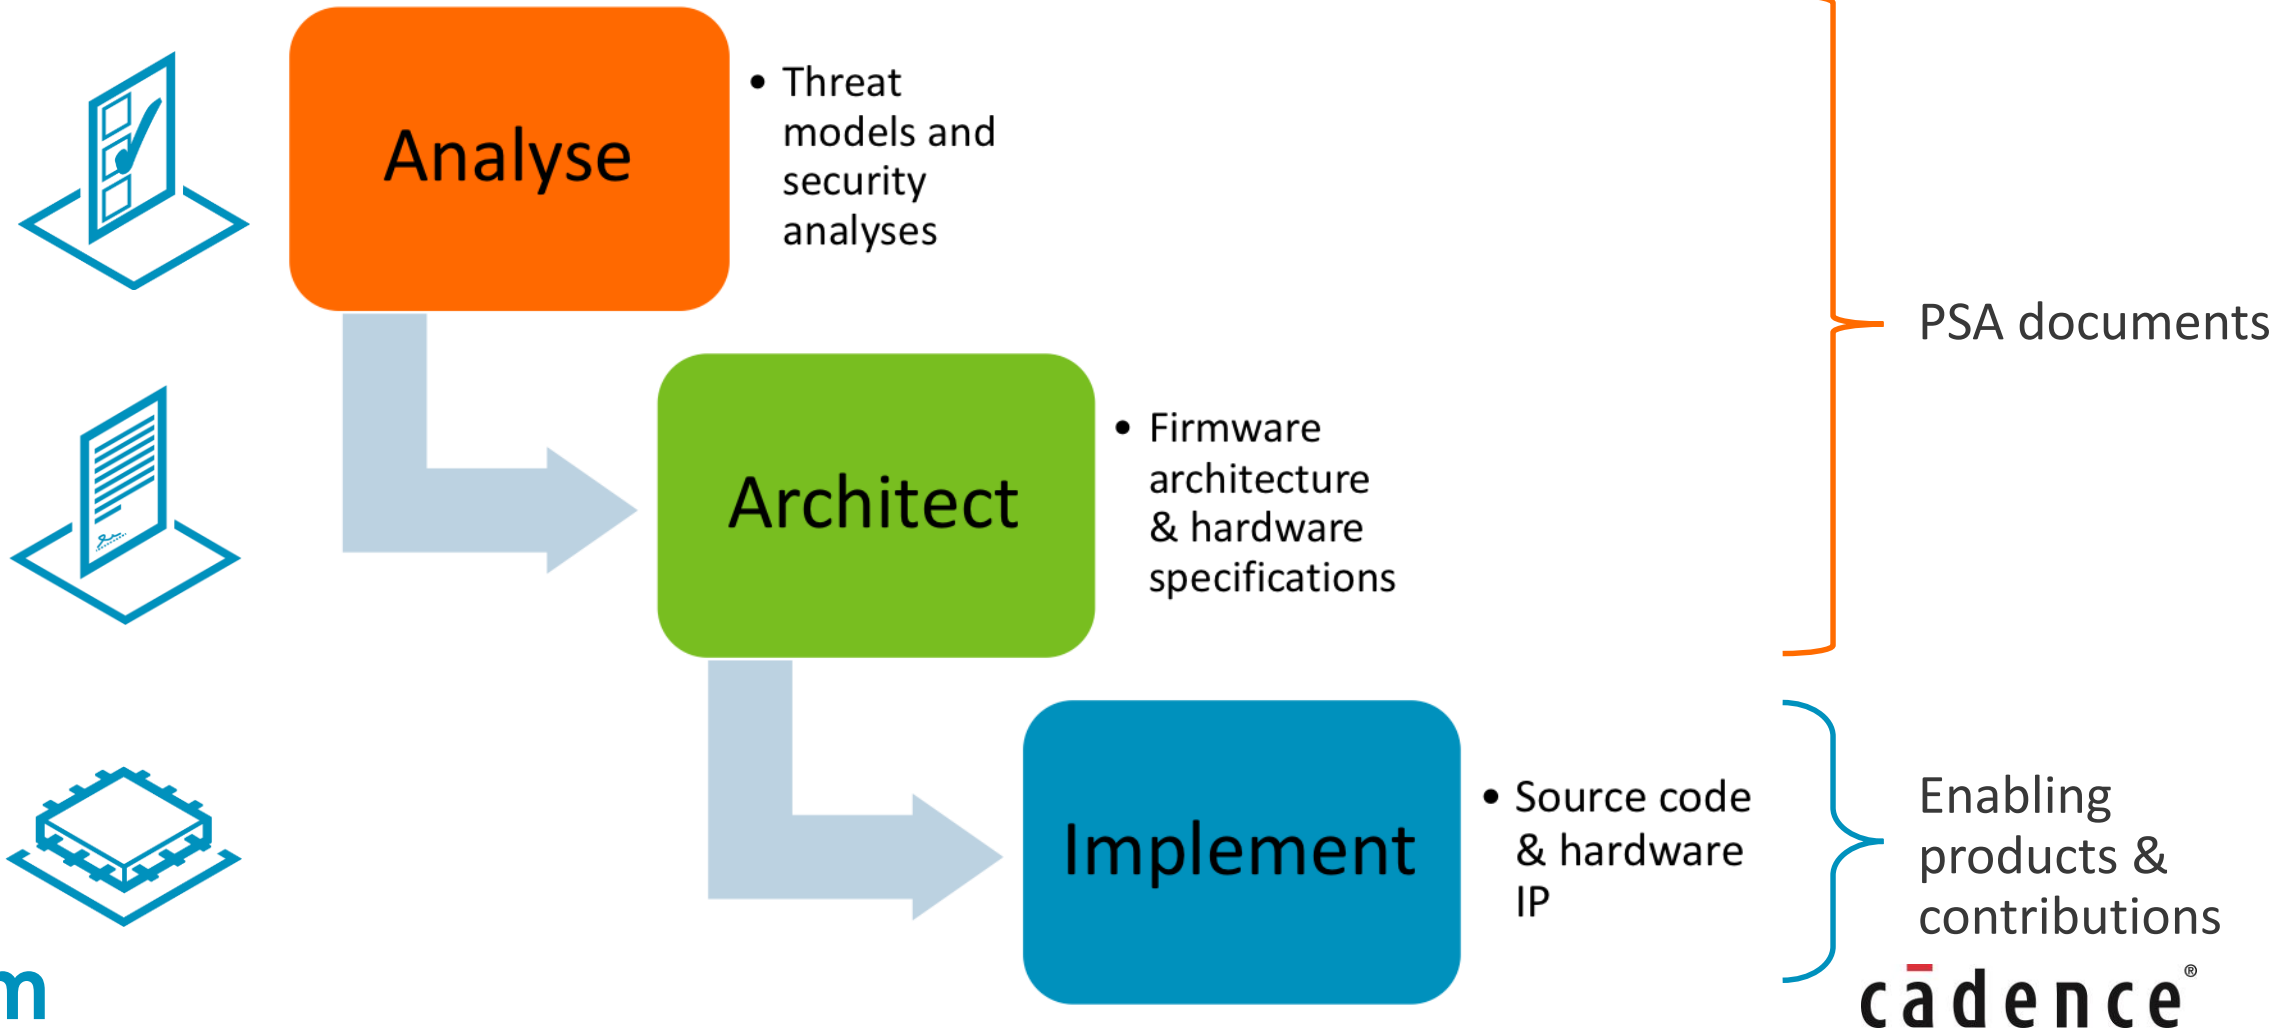 Analyse
• Threat
models and
security
analyses
PSA documents
Architect
• Firmware
architecture
& hardware
specifications
Implement
• Source code
& hardware
IP
Enabling
products &
contributions
m
cādence®